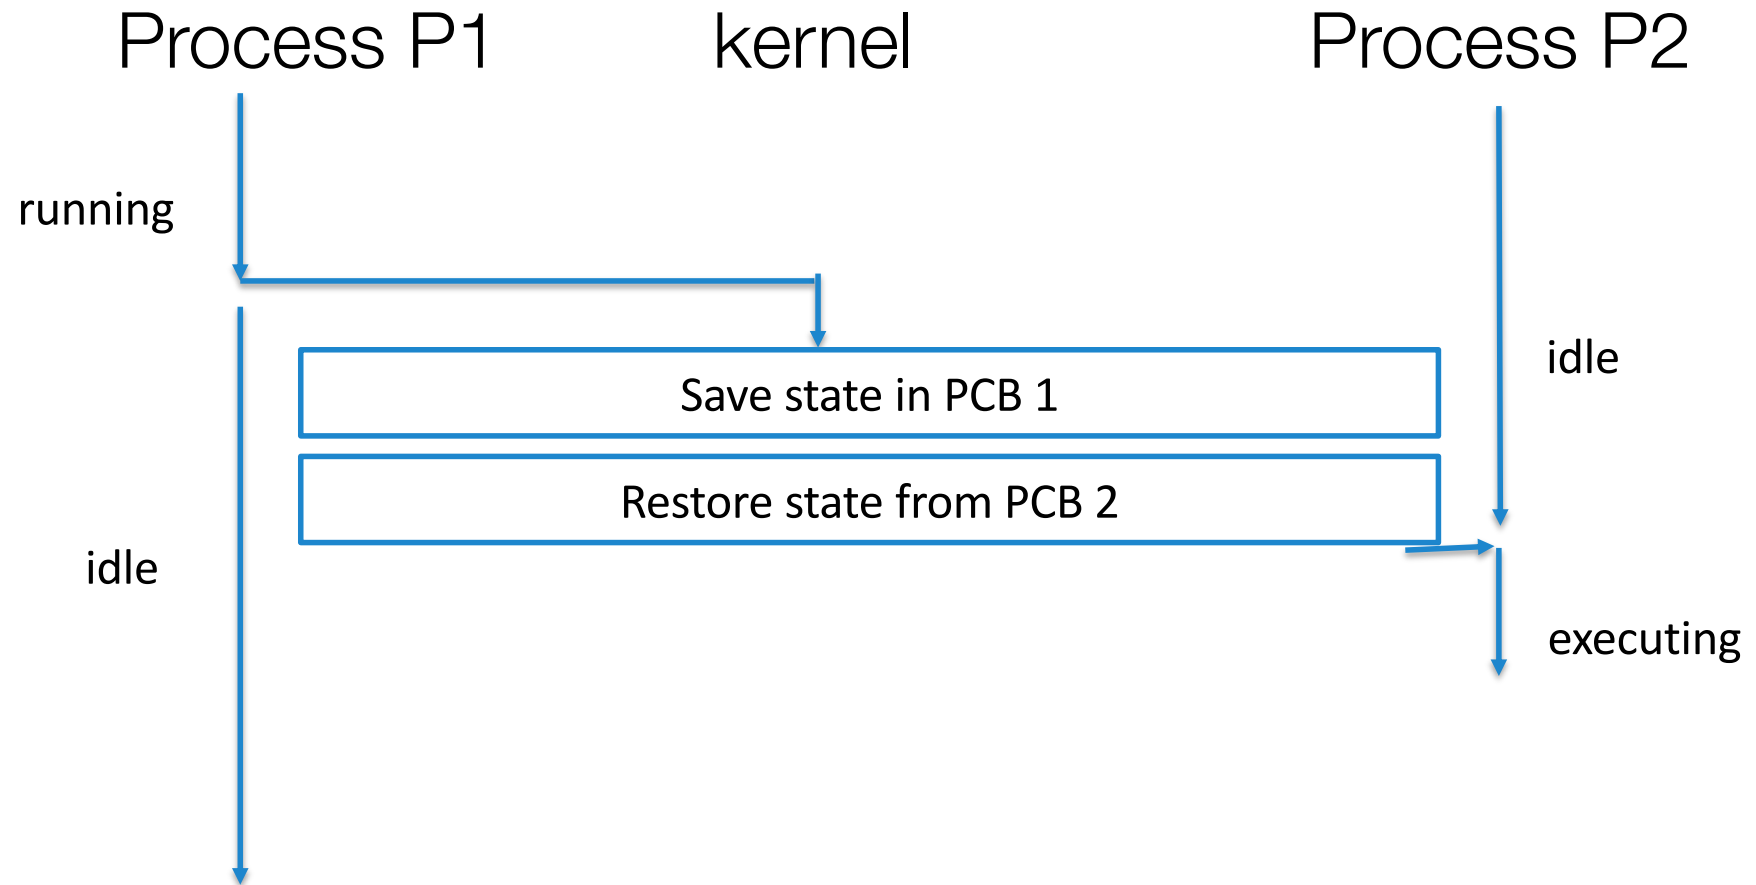 Process P1
kernel
Process P2
running
idle
Save state in PCB 1
Restore state from PCB 2
idle
executing